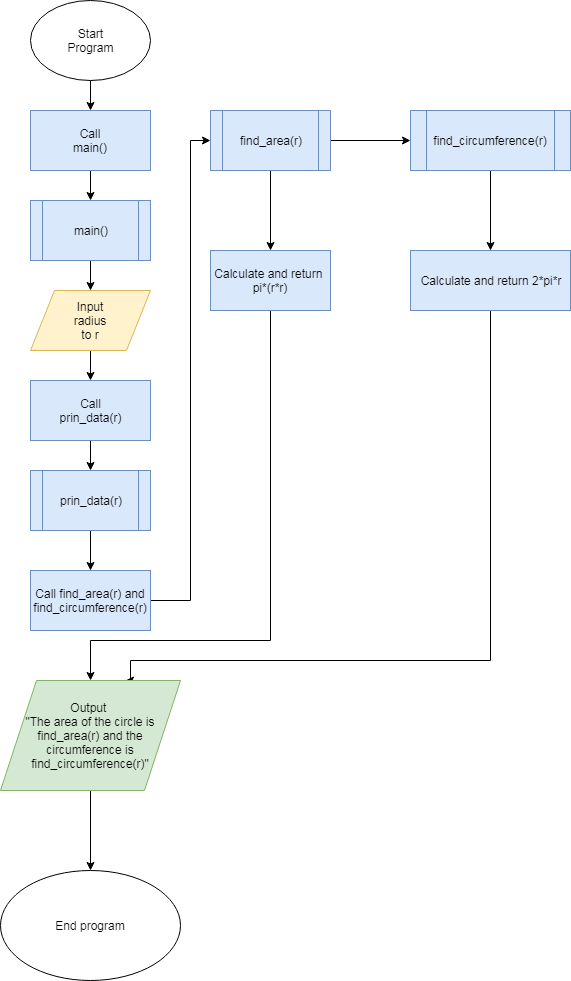 Start
Program
Call
main()
main()
Input
radius
to r
Call
prin_data(r)
prin_data(r)
Call find_area(r) and
find_circumference(r)
find_area(r)
find_circumference(r)
Calculate and return
pi*(r*r)
Calculate and return 2*pi*r
Output
"The area of the circle is
find_area(r) and the
circumference is
find_circumference(r)"
End program